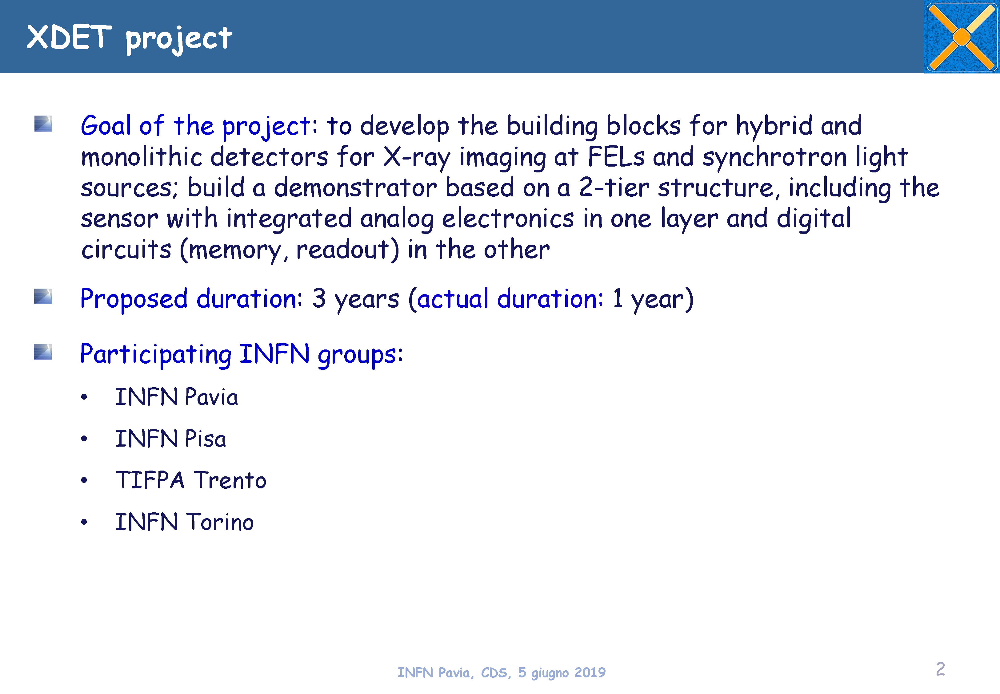 XDET project
Goal of the project: to develop the building blocks for hybrid and
monolithic detectors for X-ray imaging at FELs and synchrotron light
sources; build a demonstrator based on a 2-tier structure, including the
sensor with integrated analog electronics in one layer and digital
circuits (memory, readout) in the other
Proposed duration: 3 years (actual duration: 1 year)
Participating INFN groups:
• INFN Pavia
• INFN Pisa
• TIFPA Trento
• INFN Torino
INFN Pavia, CDS, 5 giugno 2019
2